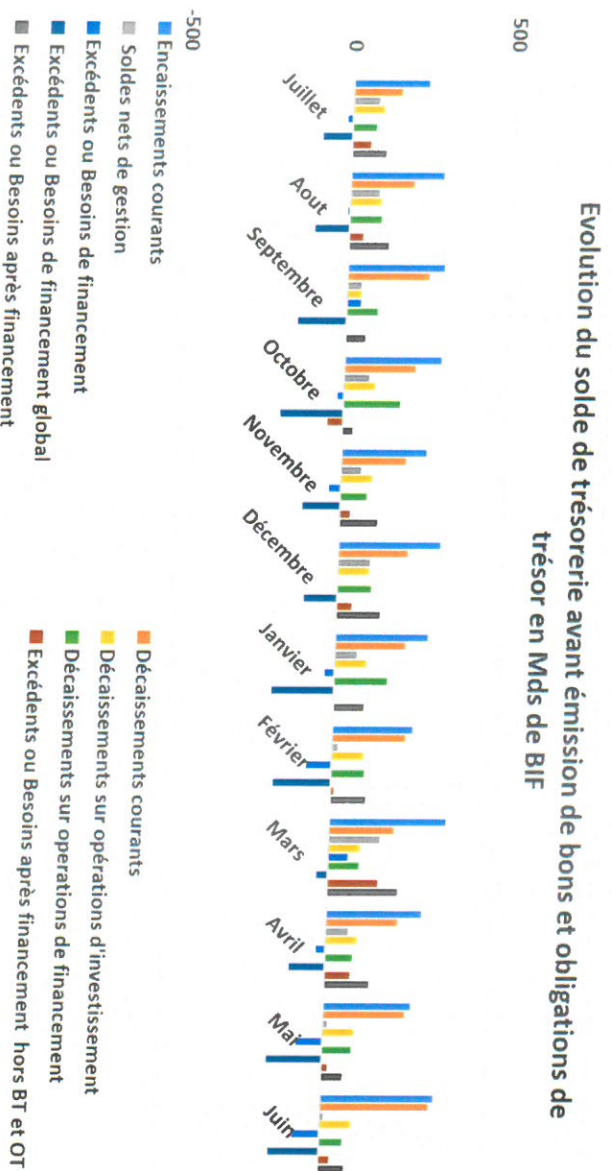 Evolution du solde de trésorerie avant émission de bons et obligations de
trésor en Mds de BIF
500
0
-500
Juillet
Aout
Septembre
Octobre
Novembre
Décembre
Janvier
Février
Mars
Avril
Mai
Juin
Encaissements courants
Décaissements courants
Soldes nets de gestion
Décaissements sur opérations d'investissement
Excédents ou Besoins de financement
Décaissements sur operations de financement
Excédents ou Besoins de financement global
Excédents ou Besoins après financement hors BT et OT
Excédents ou Besoins après financement